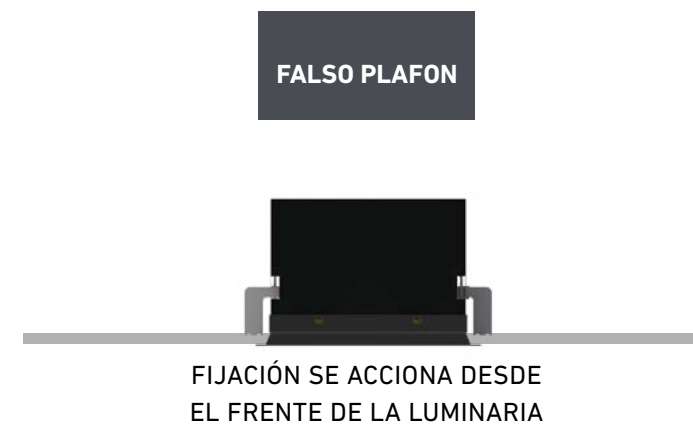 FALSO PLAFON
FIJACIÓN SE ACCIONA DESDE
EL FRENTE DE LA LUMINARIA